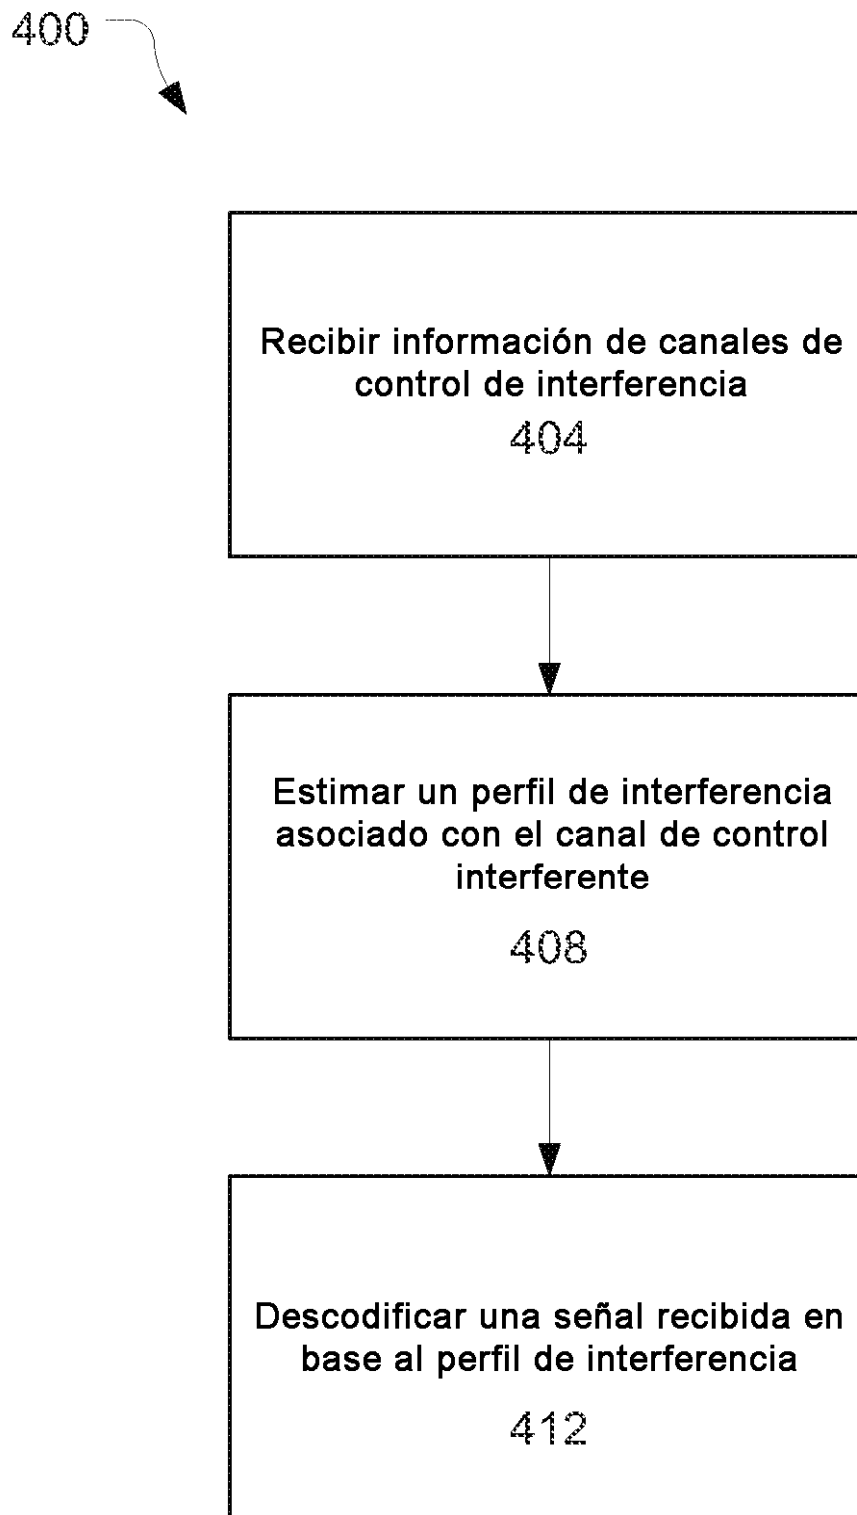 400
Recibir información de canales de
control de interferencia
404
Estimar un perfil de interferencia
asociado con el canal de control
interferente
408
Descodificar una señal recibida en
base al perfil de interferencia
412